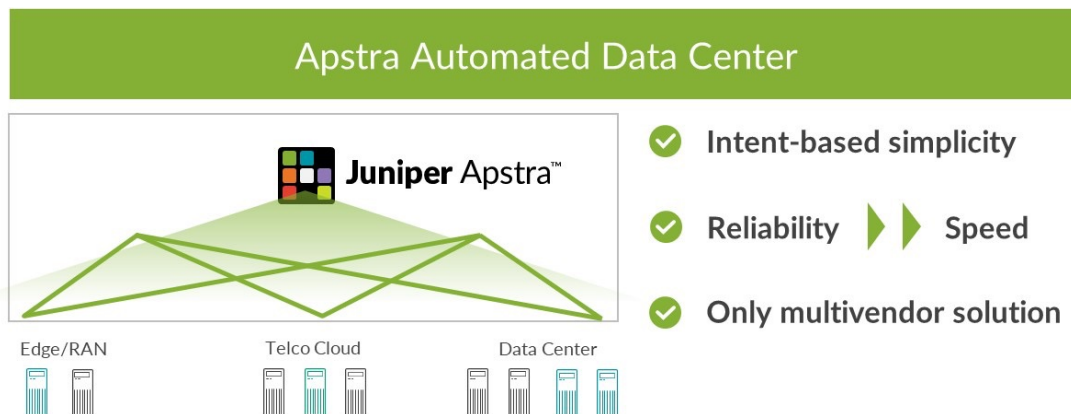 Apstra Automated Data Center
Juniper Apstra™
Intent-based simplicity
Reliability Speed
Only multivendor solution
Edge/RAN Telco Cloud Data Center